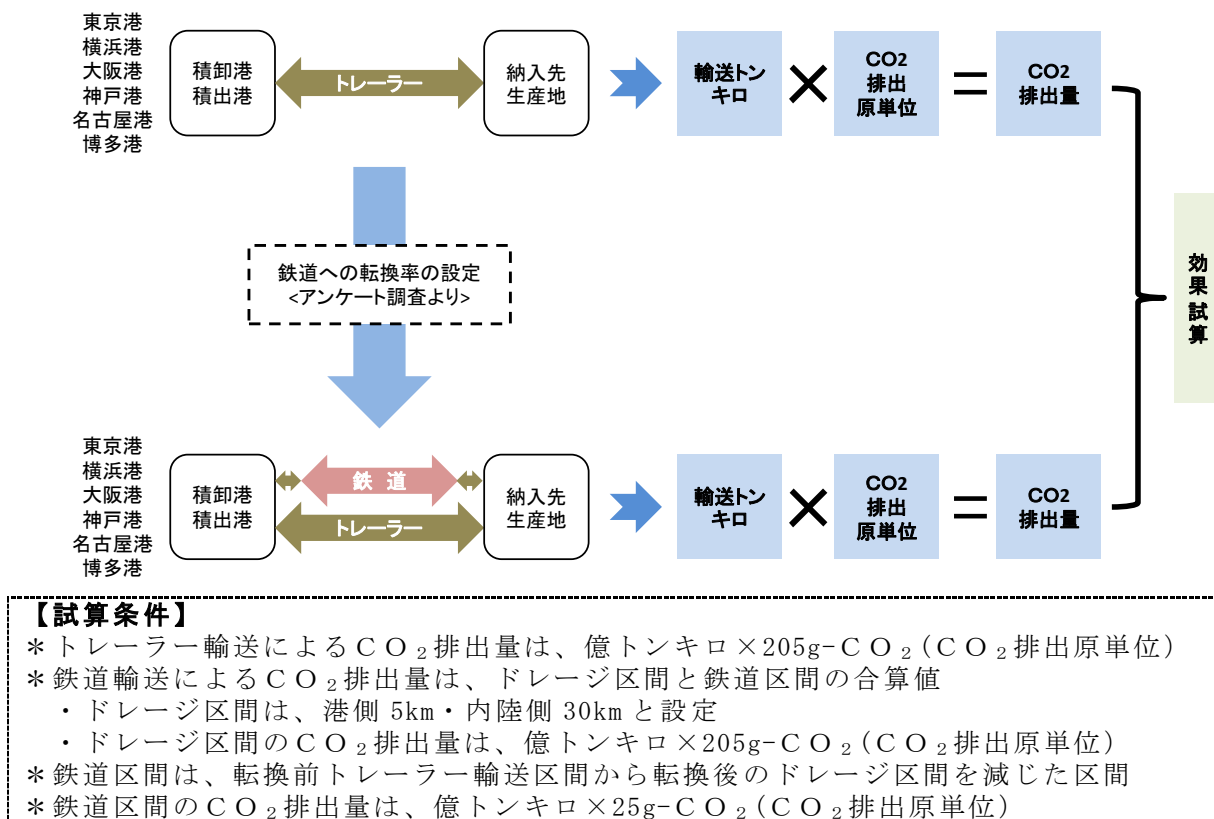 東京港
横浜港
大阪港
神戸港
名古屋港
博多港
積卸港
積出港
トレーラー
納入先
生産地
輸送トン
キロ
×
CO2
排出
原単位
=
CO2
排出量
鉄道への転換率の設定
<アンケート調査より>
効果試算
東京港
横浜港
大阪港
神戸港
名古屋港
博多港
積卸港
積出港
鉄 道
トレーラー
納入先
生産地
輸送トン
キロ
×
CO2
排出
原単位
=
CO2
排出量
【試算条件】
＊トレーラー輸送によるＣＯ₂排出量は、億トンキロ×205g-ＣＯ₂(ＣＯ₂排出原単位)
＊鉄道輸送によるＣＯ₂排出量は、ドレージ区間と鉄道区間の合算値
・ドレージ区間は、港側 5km・内陸側 30km と設定
・ドレージ区間のＣＯ₂排出量は、億トンキロ×205g-ＣＯ₂(ＣＯ₂排出原単位)
＊鉄道区間は、転換前トレーラー輸送区間から転換後のドレージ区間を減じた区間
＊鉄道区間のＣＯ₂排出量は、億トンキロ×25g-ＣＯ₂(ＣＯ₂排出原単位)